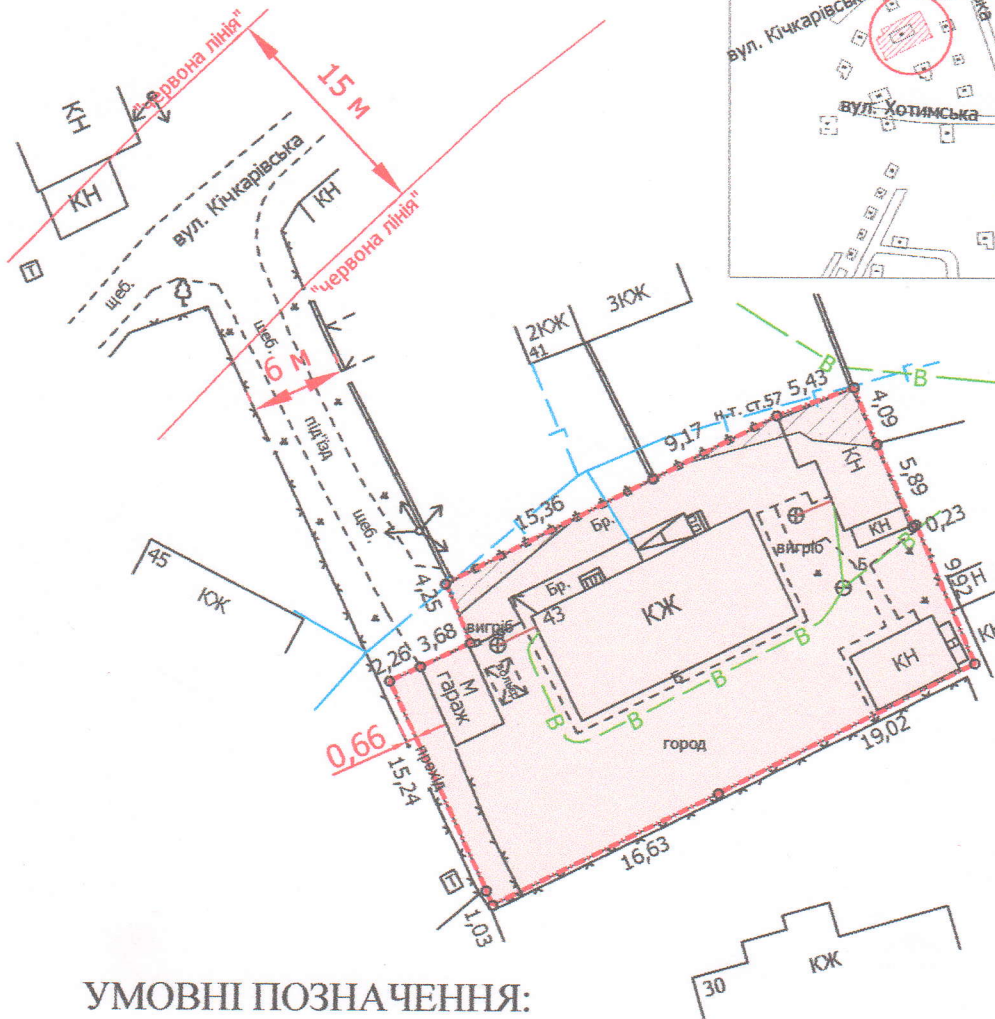 "червона лінія"
15 м
КН
КН
вул. Кічкарівська
щеб.
КН
"червона лінія"
вул. Кічкарівська
вул. Хотимська
щеб.
6 м
під'їзд
щеб.
2КЖ
41
3КЖ
В
Г
В
5,43
н-т. ст.57
9,17
4,09
КН
5,89
15,36
Бр.
ПП
Г
45
КЖ
4,25
Бр.
ПП
вигріб
Б
КН
0,23
В
9,92
Н
КН
вигріб
43
КЖ
3,68
2,26
М
гараж
В
В
В
В
Б
КН
Н
0,66
прохід
15,24
город
19,02
16,63
Т
Т
1,03
30
КЖ
УМОВНІ ПОЗНАЧЕННЯ: